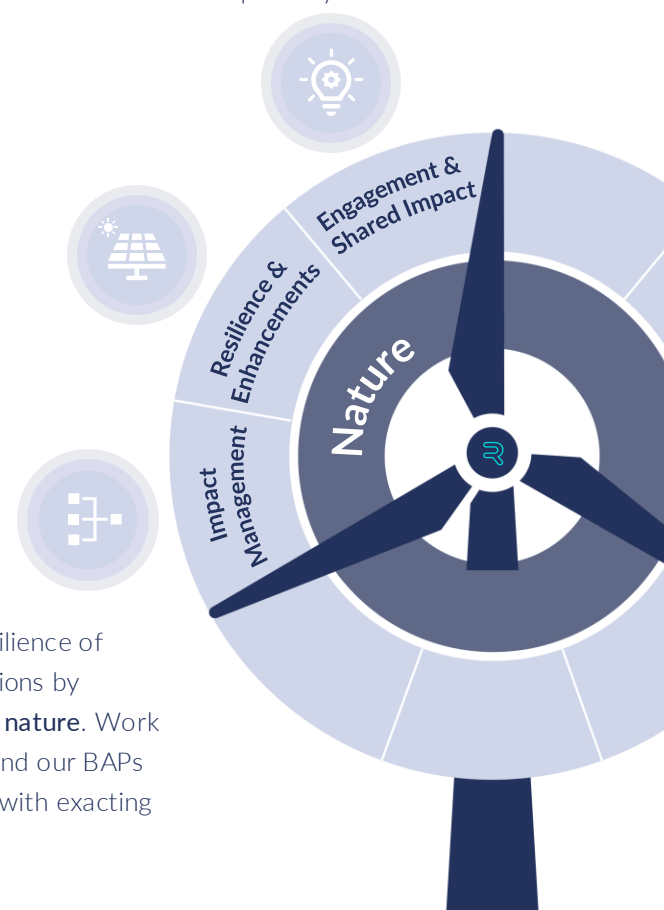 Engagement &
Shared Impact
Resilience &
Enhancements
Nature
Impact
Management
ilience of
ions by
nature. Work
nd our BAPs
with exacting